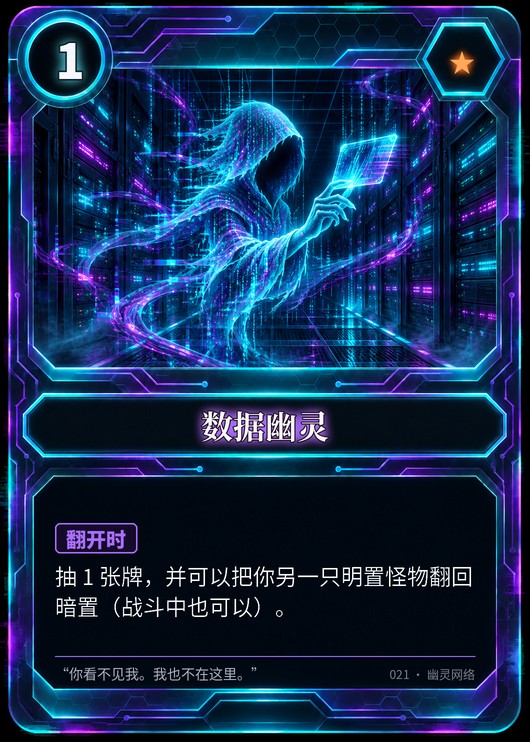 1
数据幽灵
翻开时
抽 1 张牌，并可以把你另一只明置怪物翻回
暗置（战斗中也可以）。
“你看不见我。我也不在这里。”
021 · 幽灵网络